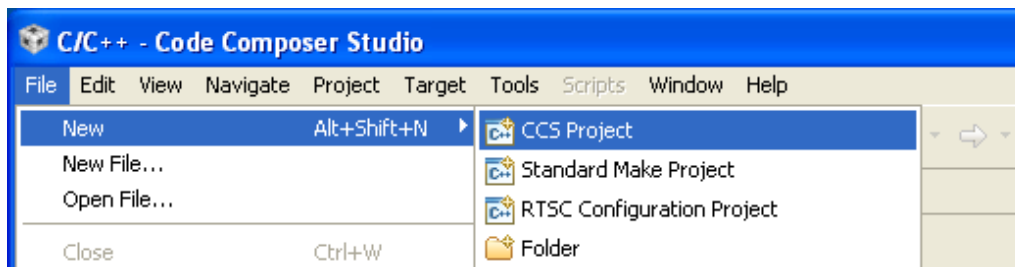 C/C++ - Code Composer Studio
File Edit View Navigate Project Target Tools Scripts Window Help
New Alt+Shift+N CCS Project
New File... Standard Make Project
Open File... RTSC Configuration Project
Close Ctrl+W Folder